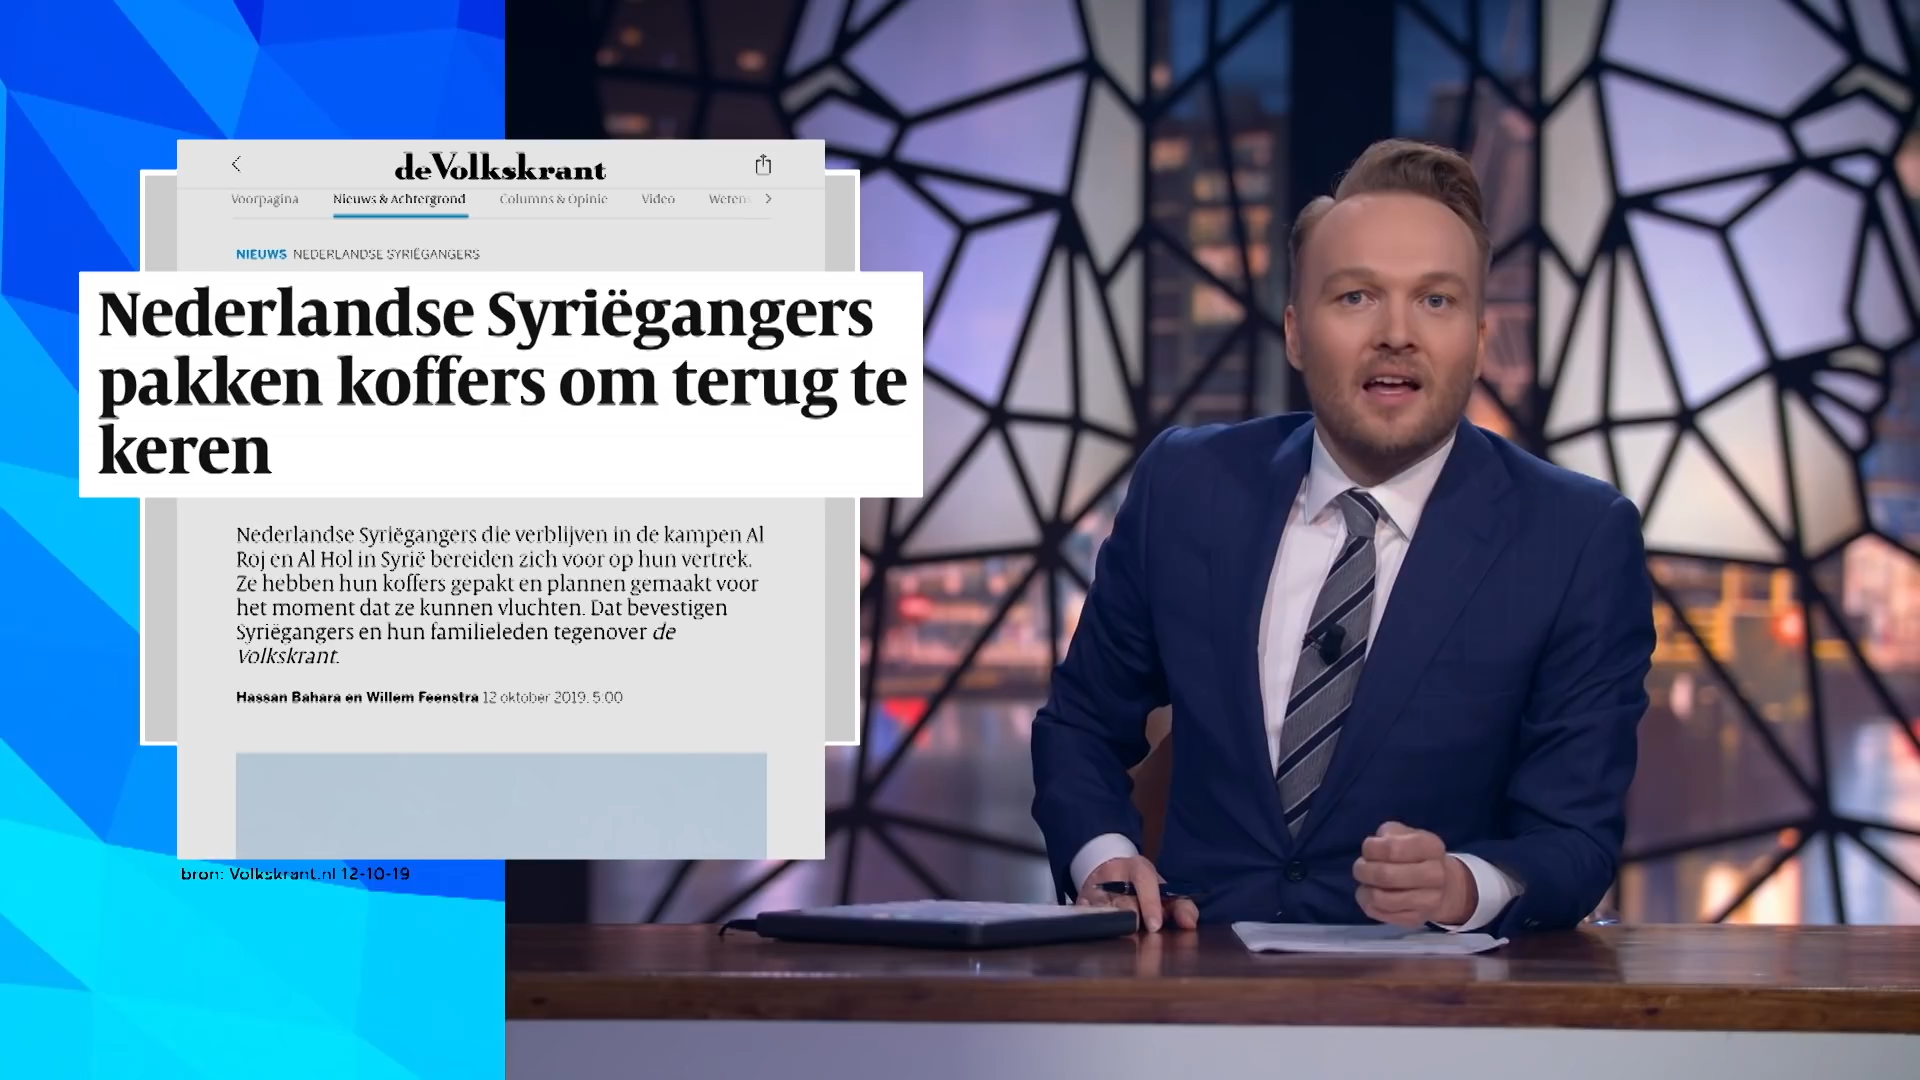 deVolkskrant
Voorpagina Nieuws & Achtergrond Columns & Opinie Video Weten
NIEUWS NEDERLANDSE SYRIËGANGERS
Nederlandse Syriëgangers
pakken koffers om terug te
keren
Nederlandse Syriëgangers die verblijven in de kampen Al
Roj en Al Hol in Syrië bereiden zich voor op hun vertrek.
Ze hebben hun koffers gepakt en plannen gemaakt voor
het moment dat ze kunnen vluchten. Dat bevestigen
Syriëgangers en hun familieleden tegenover de
Volkskrant.
Hassan Bahara en Willem Feenstra 12 oktober 2019, 5:00
bron: Volkskrant.nl 12-10-19